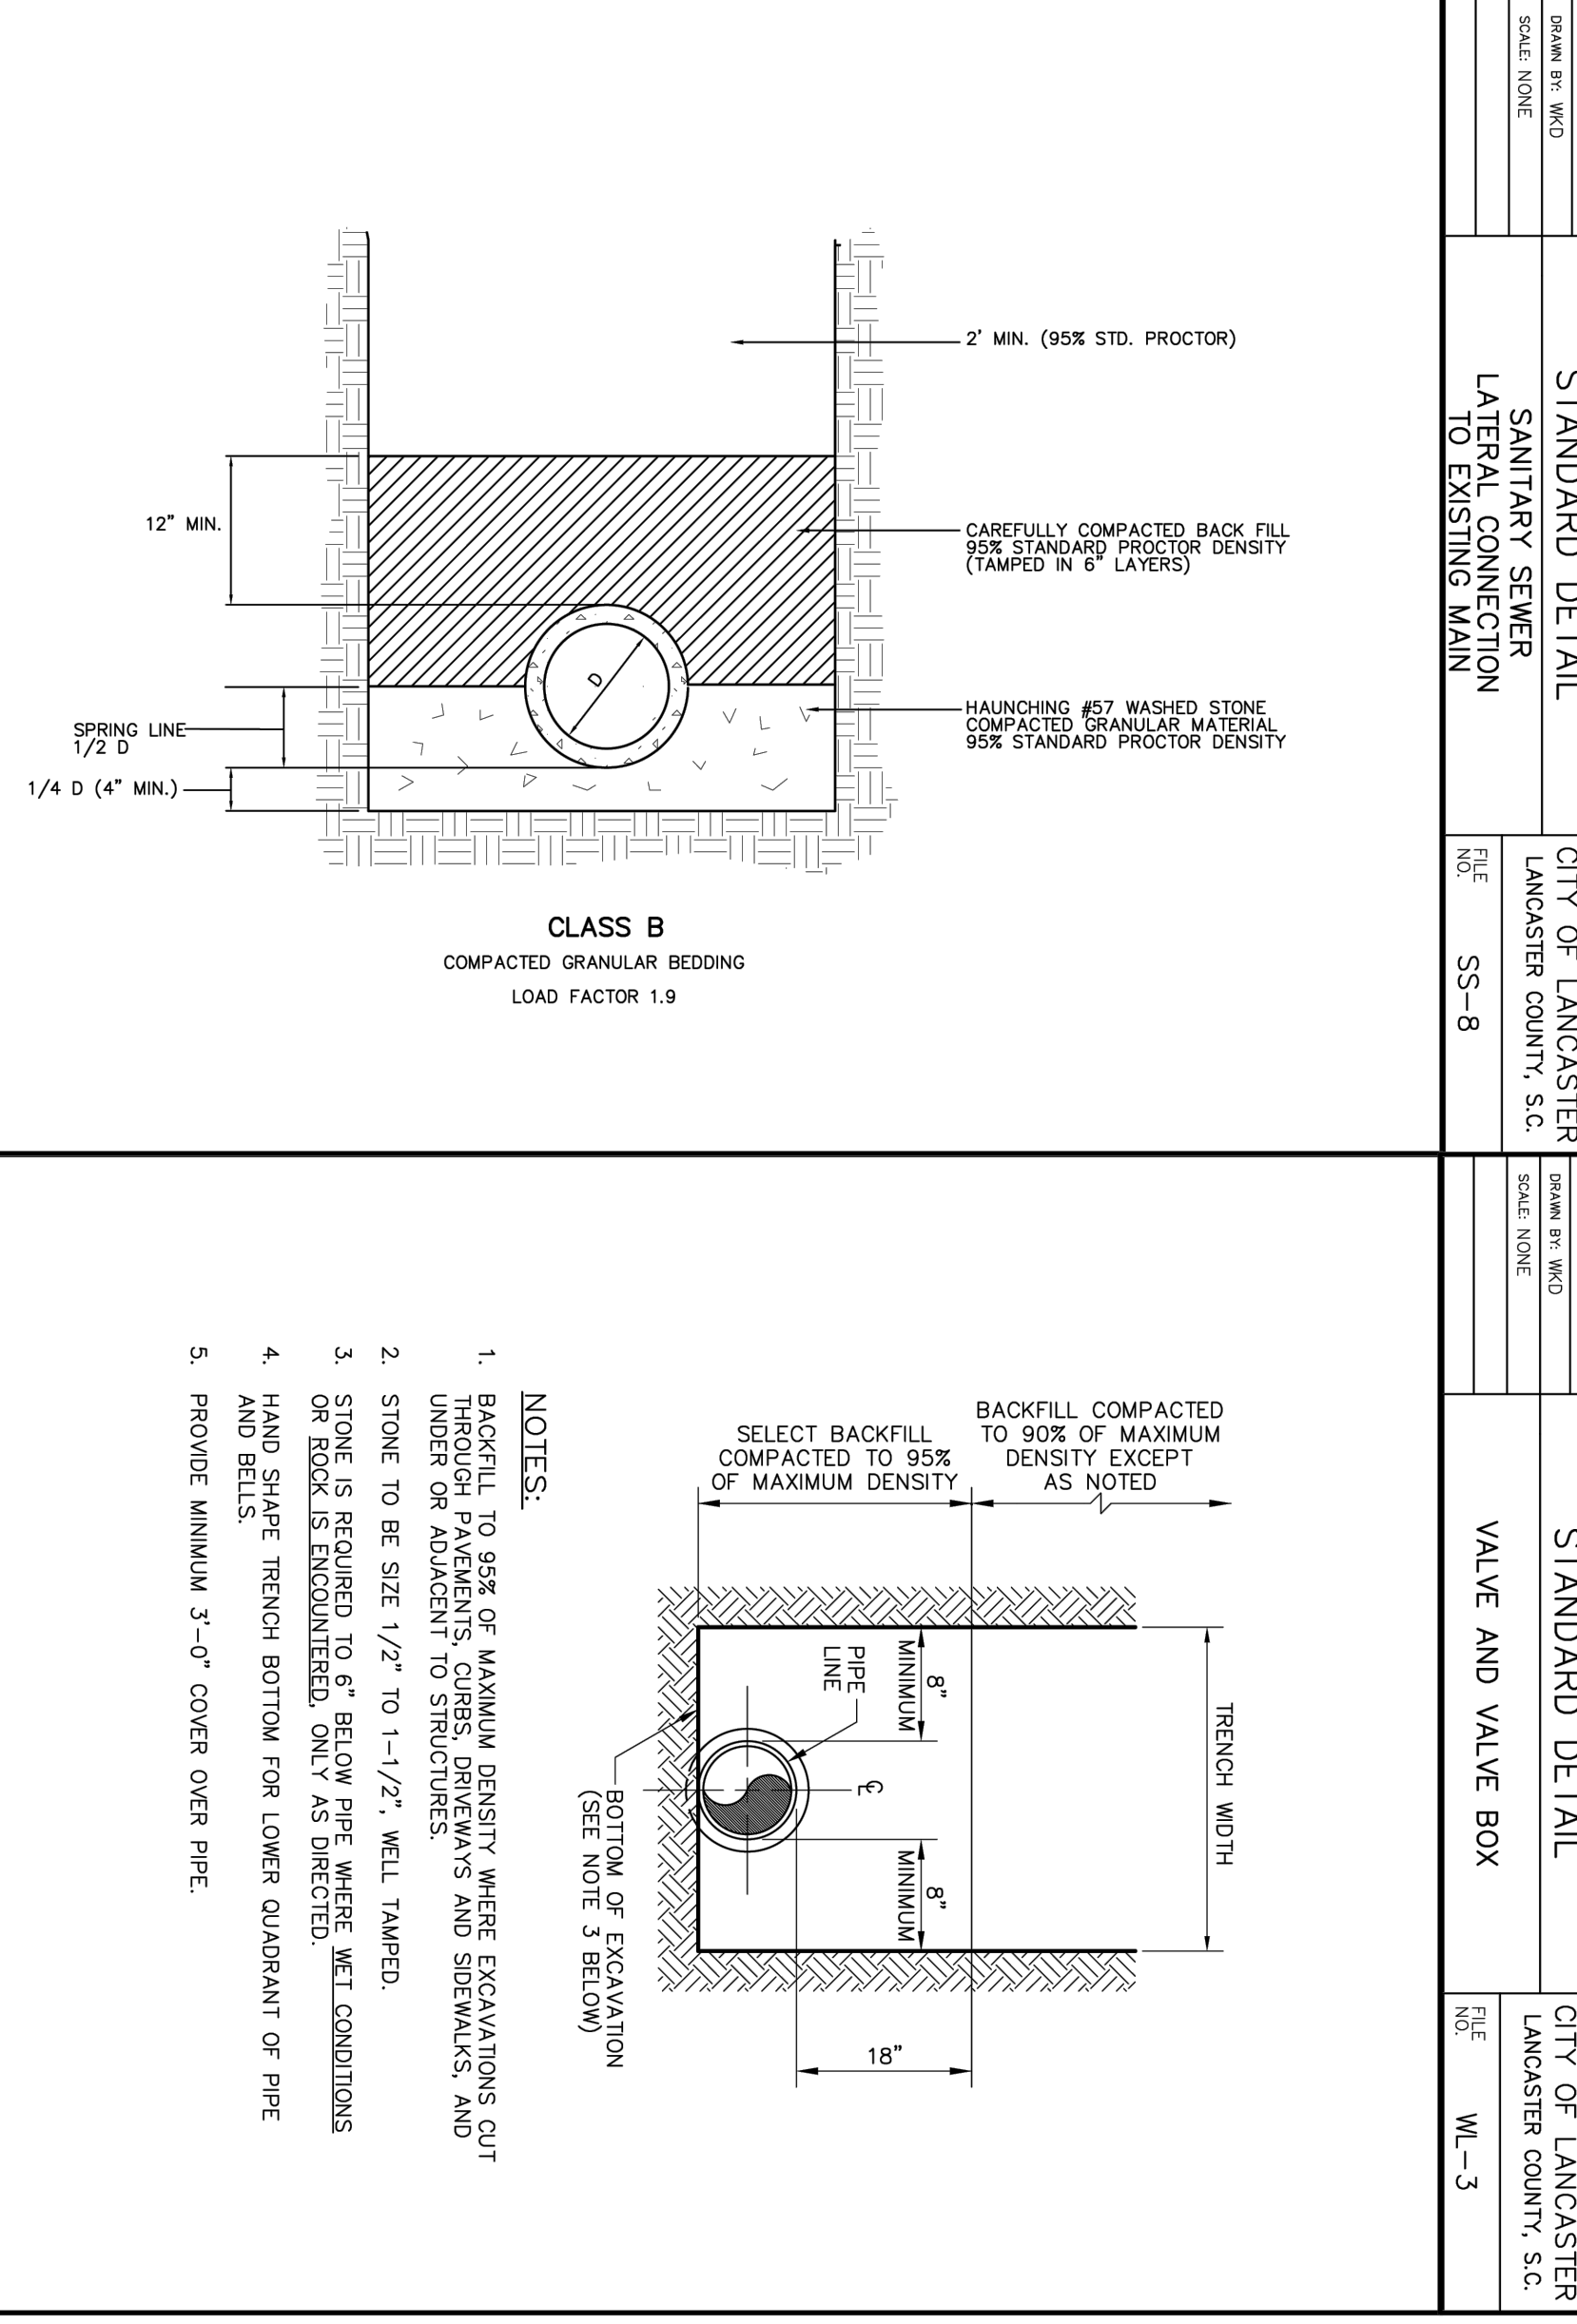 DRAWN BY: WKD
SCALE: NONE
STANDARD DETAIL
SANITARY SEWER
LATERAL CONNECTION
TO EXISTING MAIN
CITY OF LANCASTER
LANCASTER COUNTY, S.C.
FILE
NO.
SS-8
2' MIN. (95% STD. PROCTOR)
12" MIN.
CAREFULLY COMPACTED BACK FILL
95% STANDARD PROCTOR DENSITY
(TAMPED IN 6" LAYERS)
D
HAUNCHING #57 WASHED STONE
COMPACTED GRANULAR MATERIAL
95% STANDARD PROCTOR DENSITY
SPRING LINE
1/2 D
1/4 D (4" MIN.)
CLASS B
COMPACTED GRANULAR BEDDING
LOAD FACTOR 1.9
DRAWN BY: WKD
SCALE: NONE
STANDARD DETAIL
VALVE AND VALVE BOX
CITY OF LANCASTER
LANCASTER COUNTY, S.C.
FILE
NO.
WL-3
BACKFILL COMPACTED
TO 90% OF MAXIMUM
DENSITY EXCEPT
AS NOTED
SELECT BACKFILL
COMPACTED TO 95%
OF MAXIMUM DENSITY
TRENCH WIDTH
8"
MINIMUM
8"
MINIMUM
PIPE
LINE
CL
18"
BOTTOM OF EXCAVATION
(SEE NOTE 3 BELOW)
NOTES:
1. BACKFILL TO 95% OF MAXIMUM DENSITY WHERE EXCAVATIONS CUT
THROUGH PAVEMENTS, CURBS, DRIVEWAYS AND SIDEWALKS, AND
UNDER OR ADJACENT TO STRUCTURES.
2. STONE TO BE SIZE 1/2" TO 1-1/2", WELL TAMPED.
3. STONE IS REQUIRED TO 6" BELOW PIPE WHERE WET CONDITIONS
OR ROCK IS ENCOUNTERED, ONLY AS DIRECTED.
4. HAND SHAPE TRENCH BOTTOM FOR LOWER QUADRANT OF PIPE
AND BELLS.
5. PROVIDE MINIMUM 3'-0" COVER OVER PIPE.